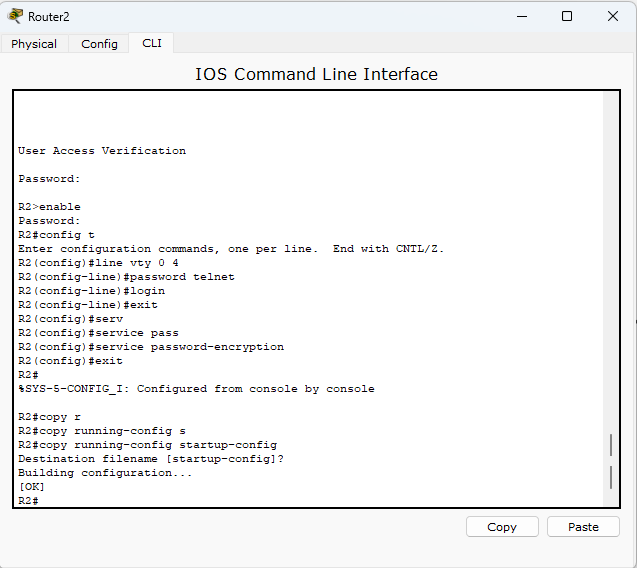 Router2
Physical Config CLI
IOS Command Line Interface
User Access Verification
Password:
R2>enable
Password:
R2#config t
Enter configuration commands, one per line.  End with CNTL/Z.
R2(config)#line vty 0 4
R2(config-line)#password telnet
R2(config-line)#login
R2(config-line)#exit
R2(config)#serv
R2(config)#service pass
R2(config)#service password-encryption
R2(config)#exit
R2#
%SYS-5-CONFIG_I: Configured from console by console
R2#copy r
R2#copy running-config s
R2#copy running-config startup-config
Destination filename [startup-config]?
Building configuration...
[OK]
R2#
Copy Paste